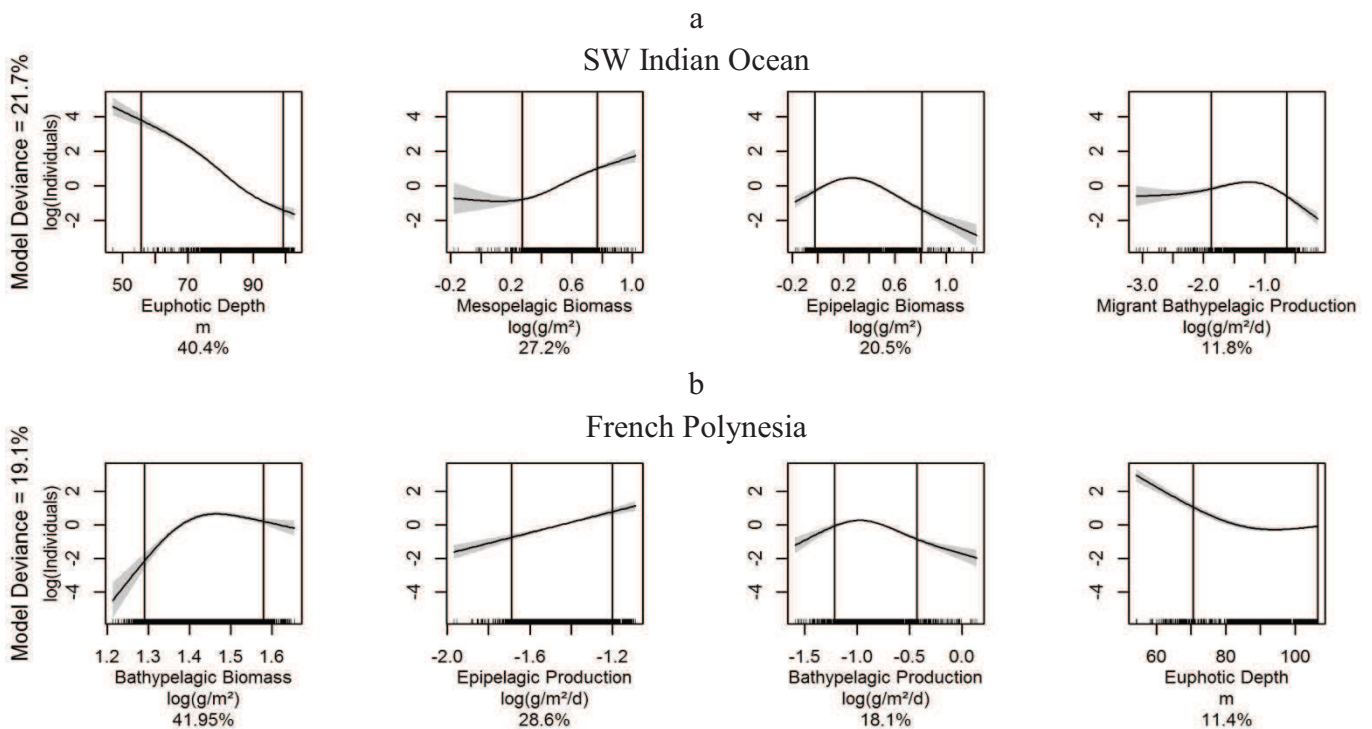 a
SW Indian Ocean
Model Deviance = 21.7%
log(Individuals)
4
2
0
-2
50 70 90
Euphotic Depth
m
40.4%
4
2
0
-2
-0.2 0.2 0.6 1.0
Mesopelagic Biomass
log(g/m²)
27.2%
4
2
0
-2
-0.2 0.2 0.6 1.0
Epipelagic Biomass
log(g/m²)
20.5%
4
2
0
-2
-3.0 -2.0 -1.0
Migrant Bathypelagic Production
log(g/m²/d)
11.8%
b
French Polynesia
Model Deviance = 19.1%
log(Individuals)
2
0
-2
-4
1.2 1.3 1.4 1.5 1.6
Bathypelagic Biomass
log(g/m²)
41.95%
2
0
-2
-4
-2.0 -1.6 -1.2
Epipelagic Production
log(g/m²/d)
28.6%
2
0
-2
-4
-1.5 -1.0 -0.5 0.0
Bathypelagic Production
log(g/m²/d)
18.1%
2
0
-2
-4
60 80 100
Euphotic Depth
m
11.4%